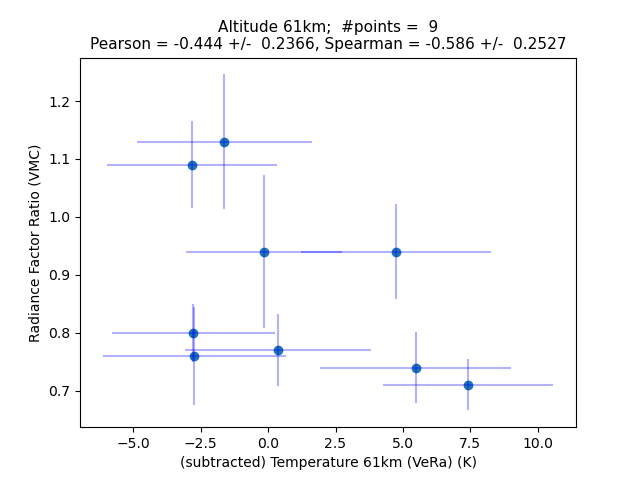 Altitude 61km;  #points =  9
Pearson = -0.444 +/-  0.2366, Spearman = -0.586 +/-  0.2527
Radiance Factor Ratio (VMC)
1.2
1.1
1.0
0.9
0.8
0.7
−5.0 −2.5 0.0 2.5 5.0 7.5 10.0
(subtracted) Temperature 61km (VeRa) (K)